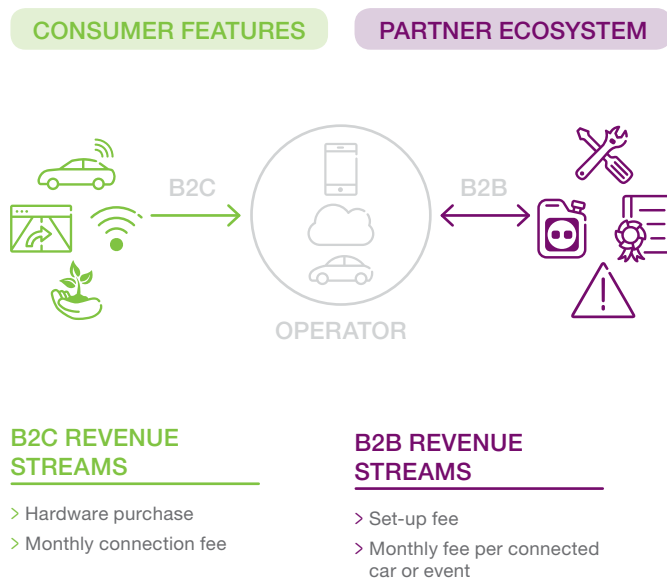 CONSUMER FEATURES
PARTNER ECOSYSTEM
B2C
B2B
OPERATOR
B2C REVENUE
STREAMS
> Hardware purchase
> Monthly connection fee
B2B REVENUE
STREAMS
> Set-up fee
> Monthly fee per connected
car or event